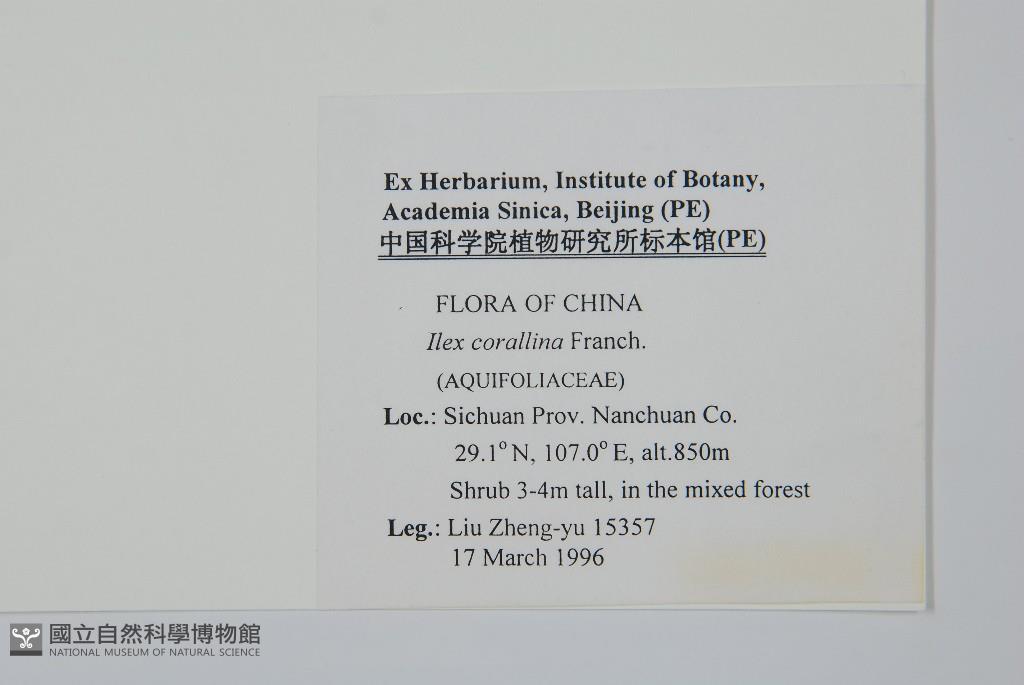 Ex Herbarium, Institute of Botany,
Academia Sinica, Beijing (PE)
中国科学院植物研究所标本馆(PE)
FLORA OF CHINA
Ilex corallina Franch.
(AQUIFOLIACEAE)
Loc.: Sichuan Prov. Nanchuan Co.
29.1° N, 107.0° E, alt.850m
Shrub 3-4m tall, in the mixed forest
Leg.: Liu Zheng-yu 15357
17 March 1996
國立自然科學博物館
NATIONAL MUSEUM OF NATURAL SCIENCE